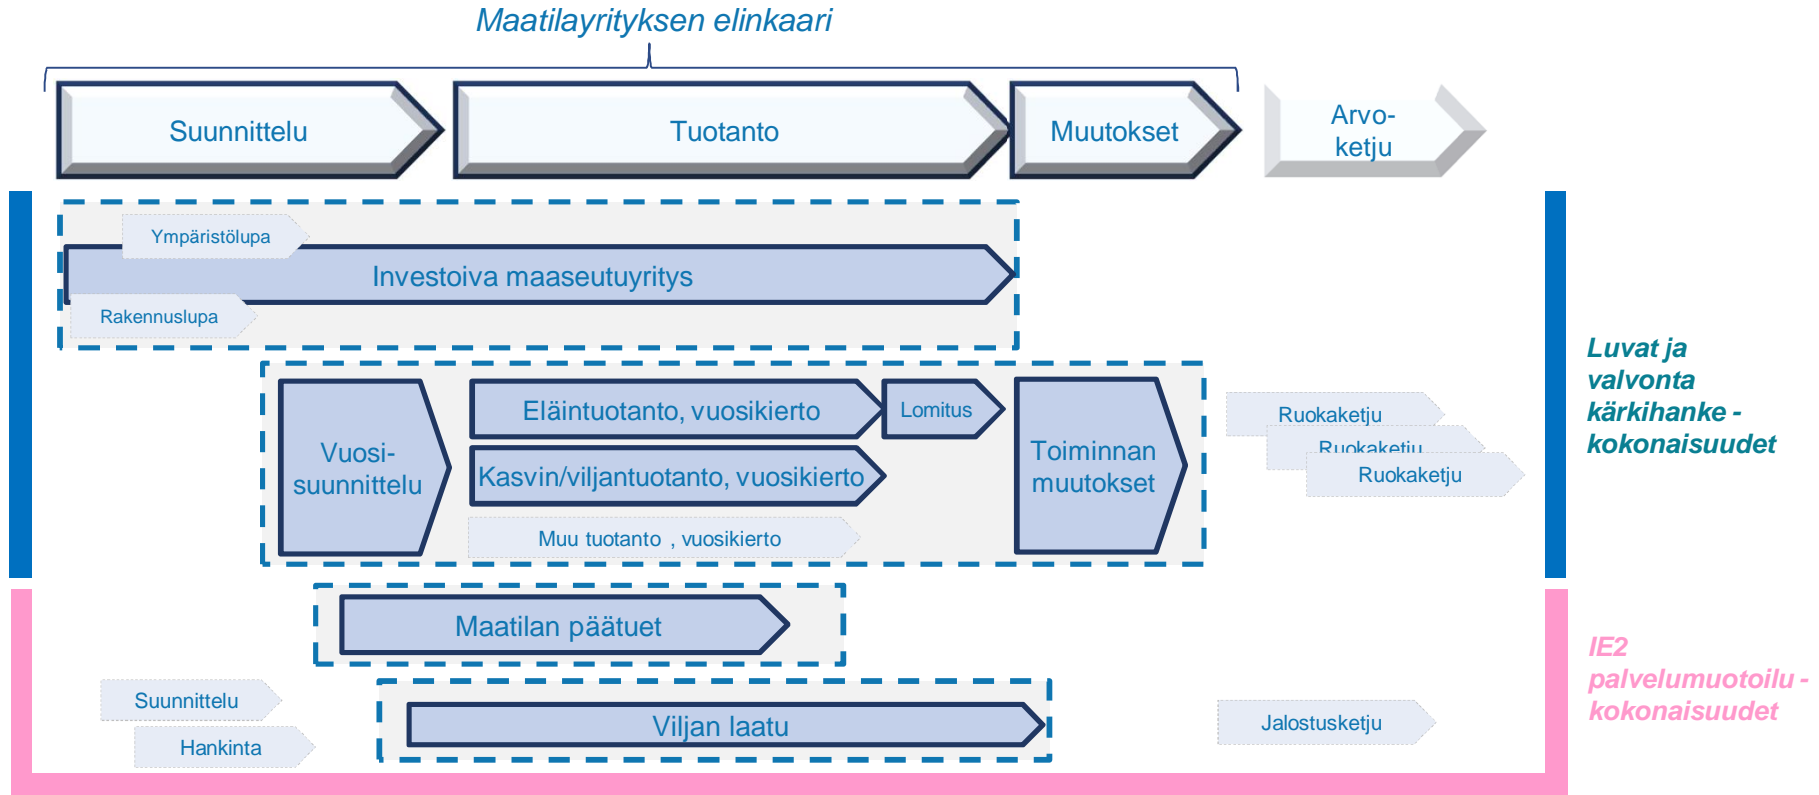 Maatilayrityksen elinkaari
Suunnittelu
Tuotanto
Muutokset
Arvo-
ketju
Ympäristölupa
Investoiva maaseutuyritys
Rakennuslupa
Vuosi-
suunnittelu
Eläintuotanto, vuosikierto
Lomitus
Kasvin/viljantuotanto, vuosikierto
Muu tuotanto , vuosikierto
Toiminnan
muutokset
Ruokaketju
Ruokaketju
Ruokaketju
Luvat ja
valvonta
kärkihanke -
kokonaisuudet
Maatilan päätuet
Suunnittelu
Hankinta
Viljan laatu
Jalostusketju
IE2
palvelumuotoilu -
kokonaisuudet